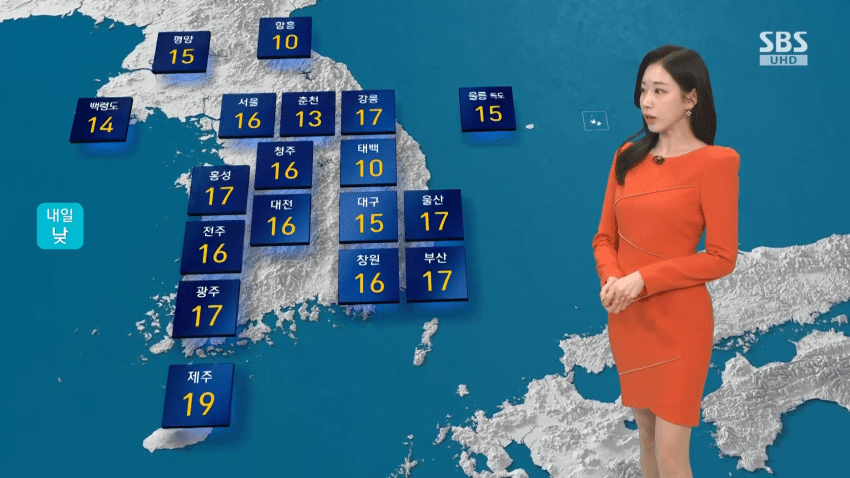 SBS
UHD
평양
15
함흥
10
백령도
14
서울
16
춘천
13
강릉
17
울릉 독도
15
청주
16
태백
10
홍성
17
대전
16
대구
15
울산
17
내일
낮
전주
16
창원
16
부산
17
광주
17
제주
19